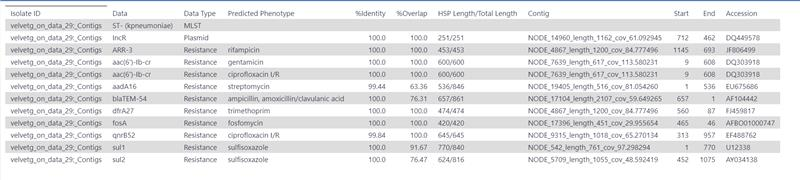 Isolate ID Data Data Type Predicted Phenotype %Identity %Overlap HSP Length/Total Length Contig Start End Accession
velvetg_on_data_29:_Contigs ST- (kpneumoniae) MLST
velvetg_on_data_29:_Contigs IncR Plasmid 100.0 100.0 251/251 NODE_14960_length_1162_cov_61.092945 712 462 DQ449578
velvetg_on_data_29:_Contigs ARR-3 Resistance rifampicin 100.0 100.0 453/453 NODE_4867_length_1200_cov_84.777496 1145 693 JF806499
velvetg_on_data_29:_Contigs aac(6')-Ib-cr Resistance gentamicin 100.0 100.0 600/600 NODE_7639_length_617_cov_113.580231 9 608 DQ303918
velvetg_on_data_29:_Contigs aac(6')-Ib-cr Resistance ciprofloxacin I/R 100.0 100.0 600/600 NODE_7639_length_617_cov_113.580231 9 608 DQ303918
velvetg_on_data_29:_Contigs aadA16 Resistance streptomycin 99.44 63.36 536/846 NODE_19405_length_516_cov_81.054260 1 536 EU675686
velvetg_on_data_29:_Contigs blaTEM-54 Resistance ampicillin, amoxicillin/clavulanic acid 100.0 76.31 657/861 NODE_17104_length_2107_cov_59.649265 657 1 AF104442
velvetg_on_data_29:_Contigs dfrA27 Resistance trimethoprim 100.0 100.0 474/474 NODE_4867_length_1200_cov_84.777496 560 87 FJ459817
velvetg_on_data_29:_Contigs fosA Resistance fosfomycin 100.0 100.0 420/420 NODE_17396_length_451_cov_29.955654 465 46 AFBO01000747
velvetg_on_data_29:_Contigs qnrB52 Resistance ciprofloxacin I/R 99.84 100.0 645/645 NODE_9315_length_1018_cov_65.270134 313 957 EF488762
velvetg_on_data_29:_Contigs sul1 Resistance sulfisoxazole 100.0 91.67 770/840 NODE_542_length_761_cov_97.298294 1 770 U12338
velvetg_on_data_29:_Contigs sul2 Resistance sulfisoxazole 100.0 76.47 624/816 NODE_5709_length_1055_cov_48.592419 452 1075 AY034138